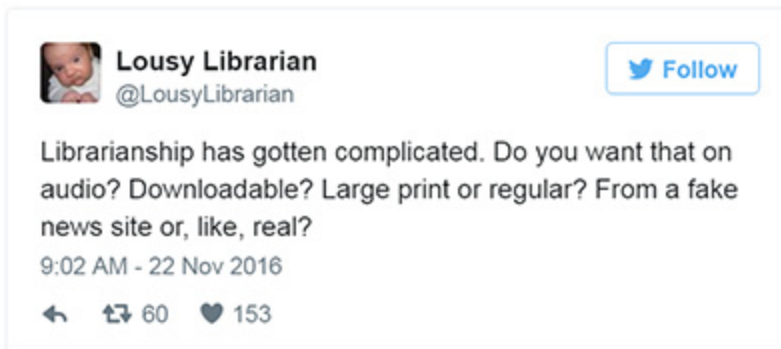 Lousy Librarian
@LousyLibrarian
Follow
Librarianship has gotten complicated. Do you want that on
audio? Downloadable? Large print or regular? From a fake
news site or, like, real?
9:02 AM - 22 Nov 2016
60 153